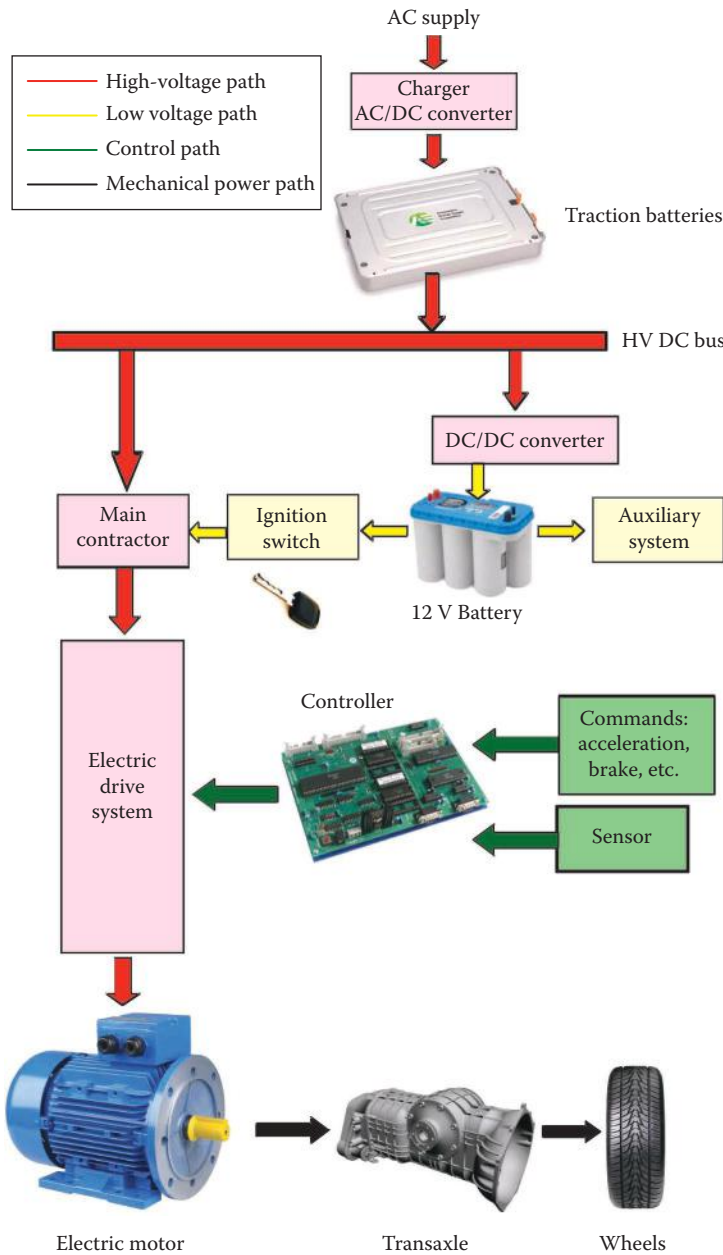 AC supply
High-voltage path
Low voltage path
Control path
Mechanical power path
Charger
AC/DC converter
Traction batteries
HV DC bus
DC/DC converter
Main
contractor
Ignition
switch
Auxiliary
system
12 V Battery
Controller
Commands:
acceleration,
brake, etc.
Electric
drive
system
Sensor
Electric motor
Transaxle
Wheels